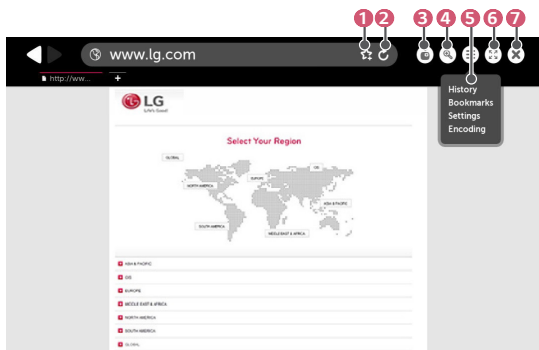 1 2 3 4 5 6 7
www.lg.com
http://ww... +
History
Bookmarks
Settings
Encoding
LG
Life's Good
Select Your Region
GLOBAL
CIS
EUROPE
NORTH AMERICA
ASIA & PACIFIC
SOUTH AMERICA
MIDDLE EAST & AFRICA
ASIA & PACIFIC
CIS
EUROPE
MIDDLE EAST & AFRICA
NORTH AMERICA
SOUTH AMERICA
GLOBAL